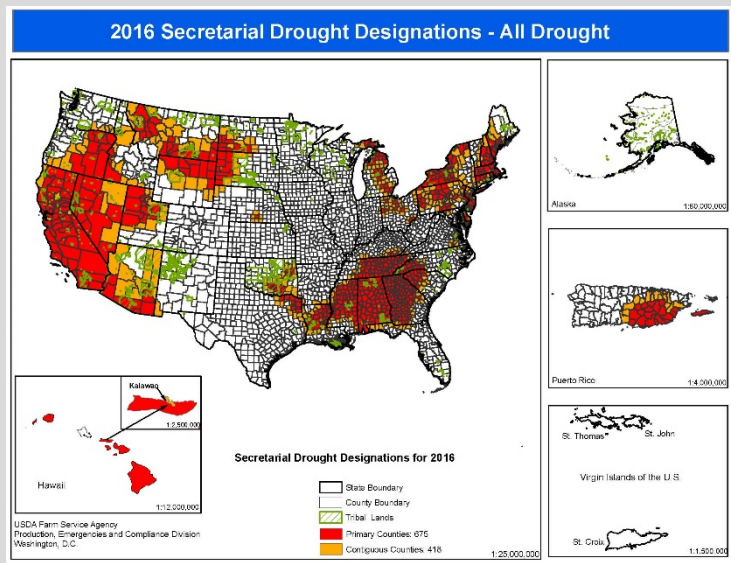 2016 Secretarial Drought Designations - All Drought
Alaska
1:60,000,000
Puerto Rico
1:4,000,000
Kalawao
1:2,500,000
Hawaii
1:12,000,000
St. Thomas
St. John
Virgin Islands of the U.S.
St. Croix
1:1,500,000
Secretarial Drought Designations for 2016
State Boundary
County Boundary
Tribal Lands
Primary Counties: 675
Contiguous Counties: 418
USDA Farm Service Agency
Production, Emergencies and Compliance Division
Washington, D.C.
1:25,000,000